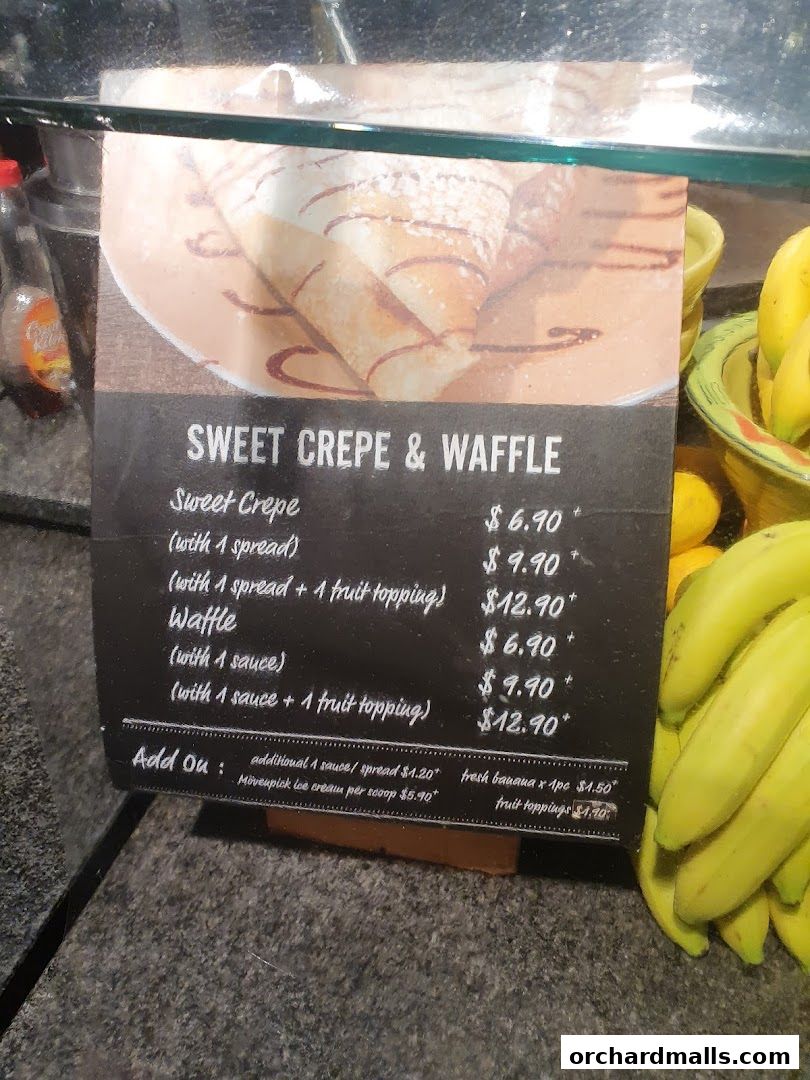 SWEET CREPE & WAFFLE
Sweet Crepe $ 6.90+
(with 1 spread) $ 9.90+
(with 1 spread + 1 fruit topping) $12.90+
Waffle $ 6.90+
(with 1 sauce) $ 9.90+
(with 1 sauce + 1 fruit topping) $12.90+
Add On :
additional 1 sauce/ spread $1.20+
Mövenpick ice cream per scoop $5.90+
fresh banana x 1pc $1.50+
fruit toppings $1.90+
orchardmalls.com